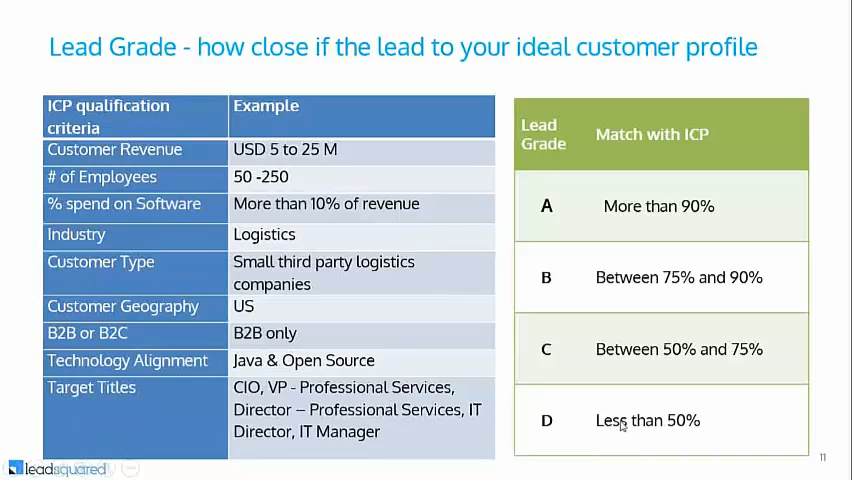 Lead Grade - how close if the lead to your ideal customer profile
ICP qualification criteria
Example
Customer Revenue
USD 5 to 25 M
# of Employees
50 -250
% spend on Software
More than 10% of revenue
Industry
Logistics
Customer Type
Small third party logistics
companies
Customer Geography
US
B2B or B2C
B2B only
Technology Alignment
Java & Open Source
Target Titles
CIO, VP - Professional Services,
Director – Professional Services, IT
Director, IT Manager
Lead
Grade
Match with ICP
A
More than 90%
B
Between 75% and 90%
C
Between 50% and 75%
D
Less than 50%
leadsquared
11